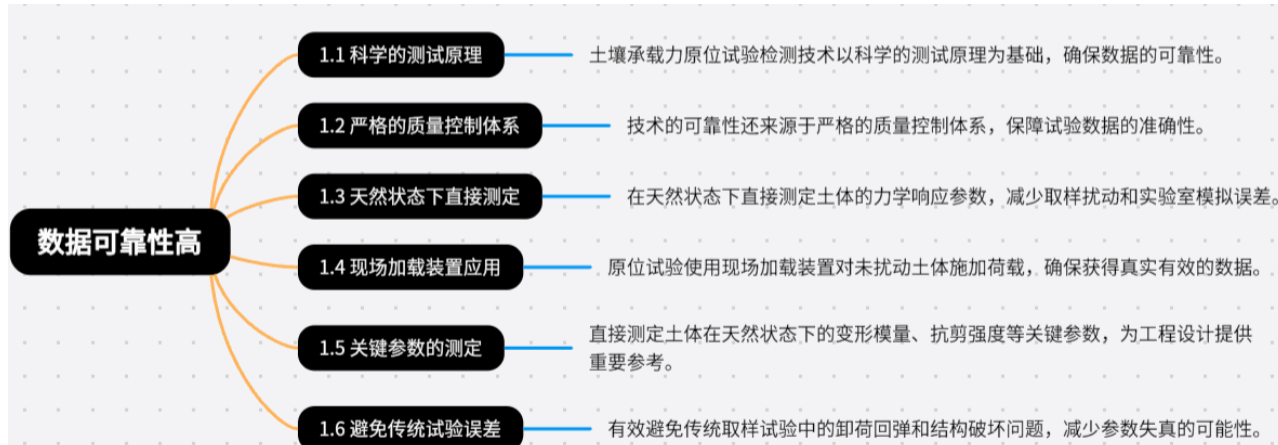 数据可靠性高
1.1 科学的测试原理
土壤承载力原位试验检测技术以科学的测试原理为基础，确保数据的可靠性。
1.2 严格的质量控制体系
技术的可靠性还来源于严格的质量控制体系，保障试验数据的准确性。
1.3 天然状态下直接测定
在天然状态下直接测定土体的力学响应参数，减少取样扰动和实验室模拟误差。
1.4 现场加载装置应用
原位试验使用现场加载装置对未扰动土体施加荷载，确保获得真实有效的数据。
1.5 关键参数的测定
直接测定土体在天然状态下的变形模量、抗剪强度等关键参数，为工程设计提供
重要参考。
1.6 避免传统试验误差
有效避免传统取样试验中的卸荷回弹和结构破坏问题，减少参数失真的可能性。